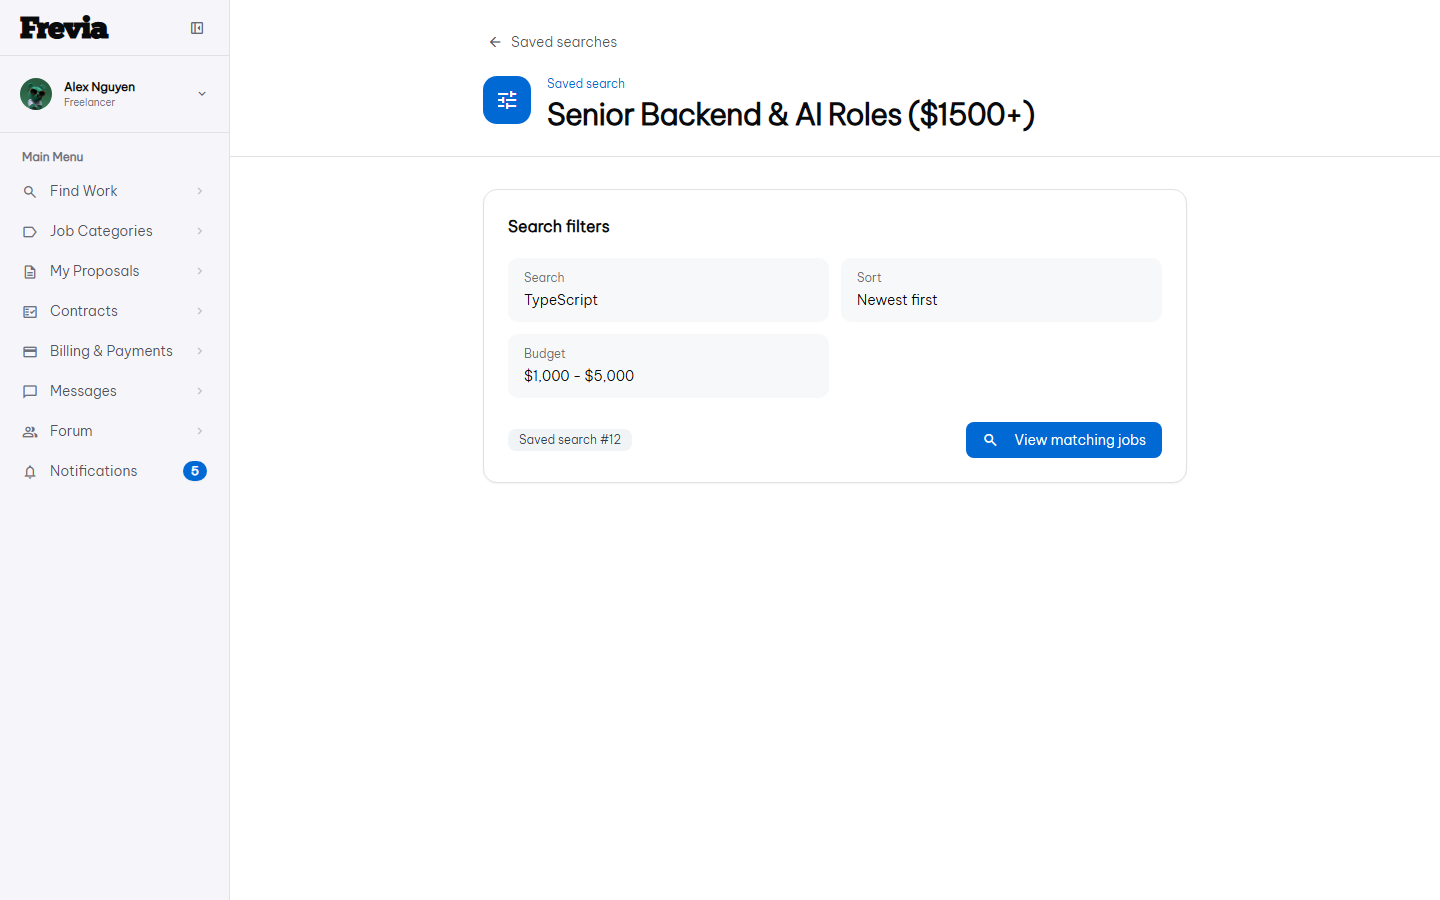 Frevia
Alex Nguyen
Freelancer
Main Menu
Find Work
Job Categories
My Proposals
Contracts
Billing & Payments
Messages
Forum
Notifications
5
Saved searches
Saved search
Senior Backend & AI Roles ($1500+)
Search filters
Search
TypeScript
Sort
Newest first
Budget
$1,000 - $5,000
Saved search #12
View matching jobs